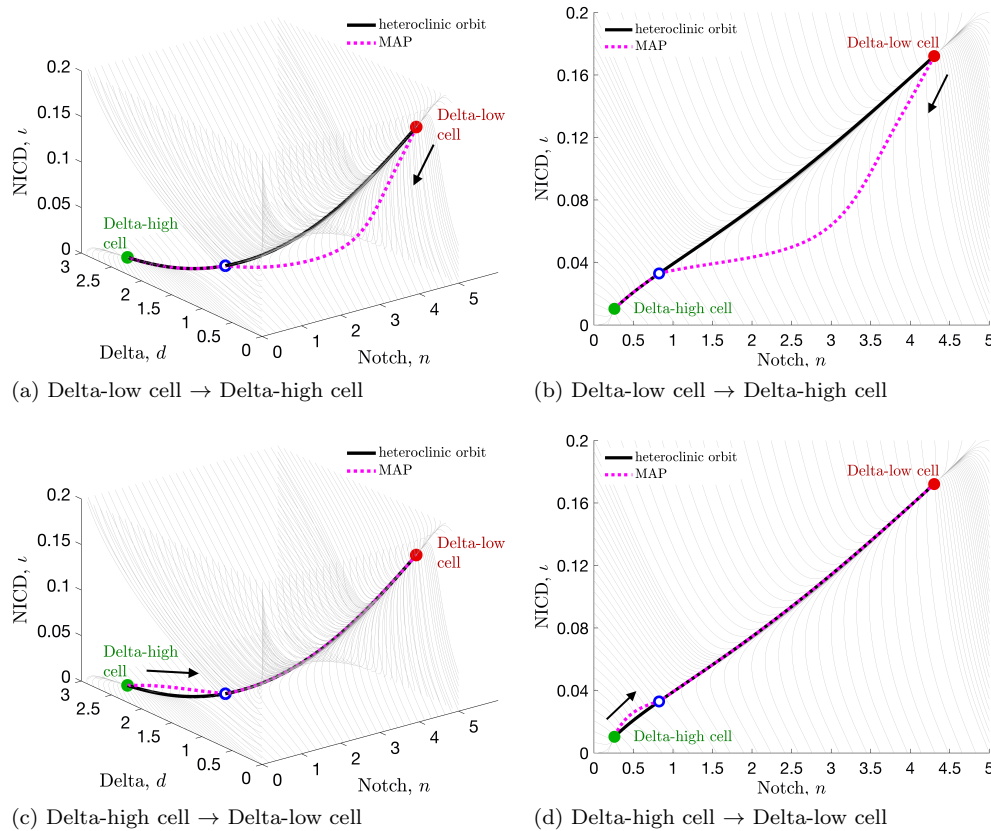 heteroclinic orbit
MAP
Delta-low
cell
Delta-high
cell
NICD, ι
0.2
0.15
0.1
0.05
0
3
2.5
2
1.5
1
0.5
0
Delta, d
0
1
2
3
4
5
Notch, n
(a) Delta-low cell → Delta-high cell
heteroclinic orbit
MAP
Delta-low cell
Delta-high cell
NICD, ι
0.2
0.16
0.12
0.08
0.04
0
0 0.5 1 1.5 2 2.5 3 3.5 4 4.5 5
Notch, n
(b) Delta-low cell → Delta-high cell
heteroclinic orbit
MAP
Delta-low
cell
Delta-high
cell
NICD, ι
0.2
0.15
0.1
0.05
0
3
2.5
2
1.5
1
0.5
0
Delta, d
0
1
2
3
4
5
Notch, n
(c) Delta-high cell → Delta-low cell
heteroclinic orbit
MAP
Delta-low cell
Delta-high cell
NICD, ι
0.2
0.16
0.12
0.08
0.04
0
0 0.5 1 1.5 2 2.5 3 3.5 4 4.5 5
Notch, n
(d) Delta-high cell → Delta-low cell